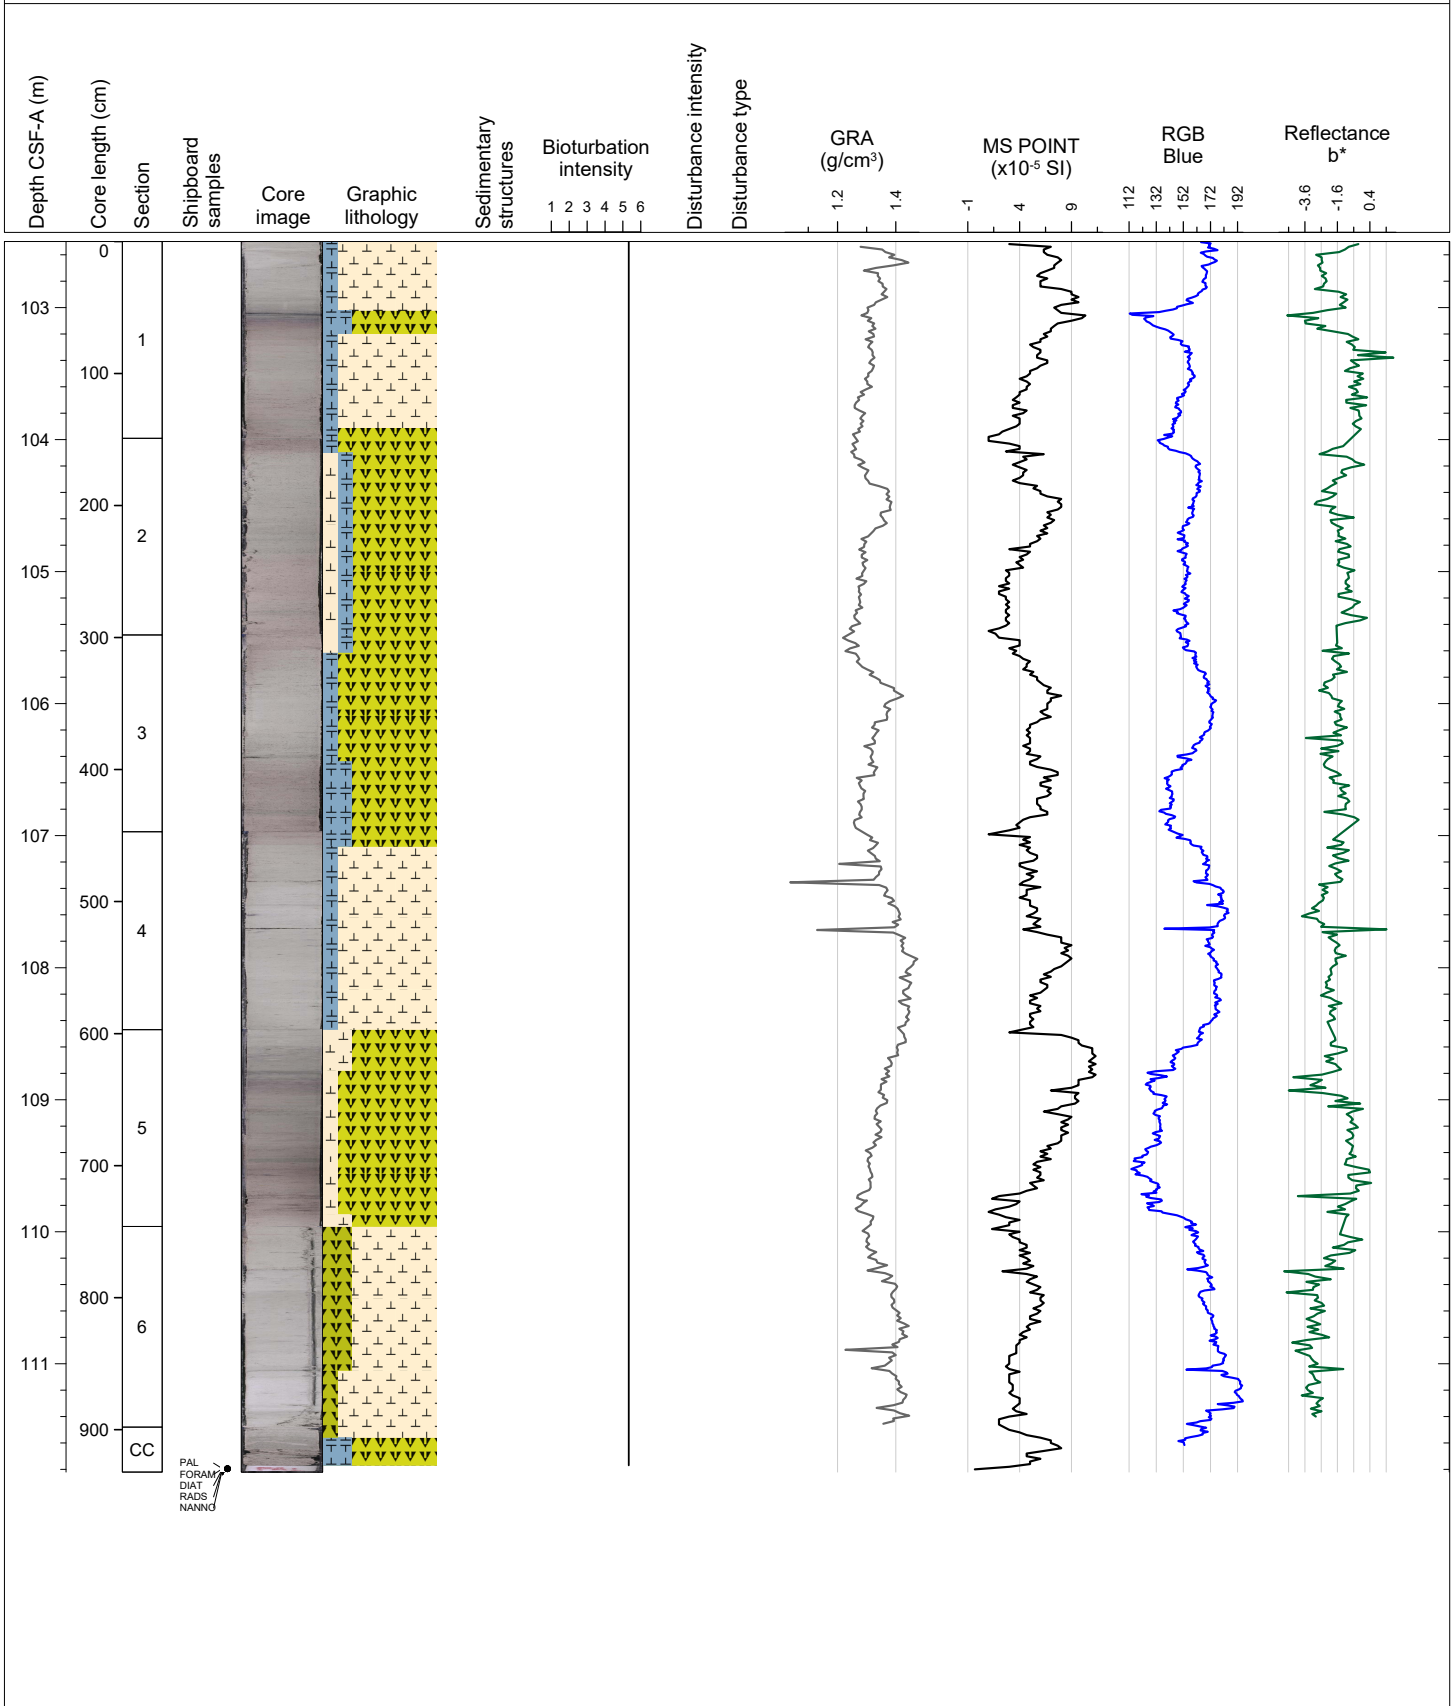 Depth CSF-A (m)
Core length (cm)
Section
Shipboard
samples
Core
image
Graphic
lithology
Sedimentary
structures
Bioturbation
intensity
1 2 3 4 5 6
Disturbance intensity
Disturbance type
GRA
(g/cm³)
1.2 1.4
MS POINT
(x10⁻⁵ SI)
-1 4 9
RGB
Blue
112 132 152 172 192
Reflectance
b*
-3.6 -1.6 0.4
0
103
1
100
104
200
2
105
300
106
3
400
107
500
4
108
600
109
5
700
110
800
6
111
900
CC
PAL
FORAM
DIAT
RADS
NANNO